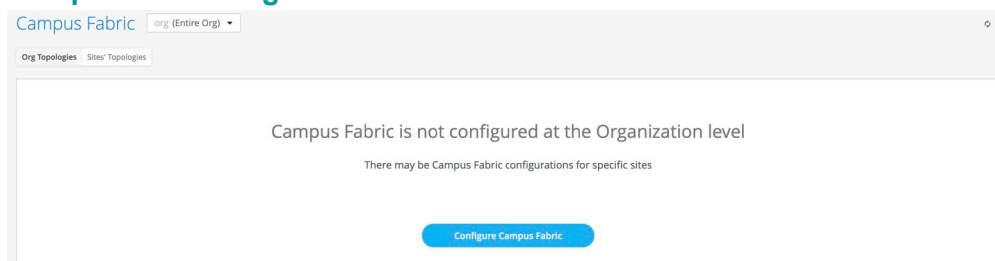 Campus Fabric org (Entire Org)
Org Topologies Sites' Topologies
Campus Fabric is not configured at the Organization level
There may be Campus Fabric configurations for specific sites
Configure Campus Fabric